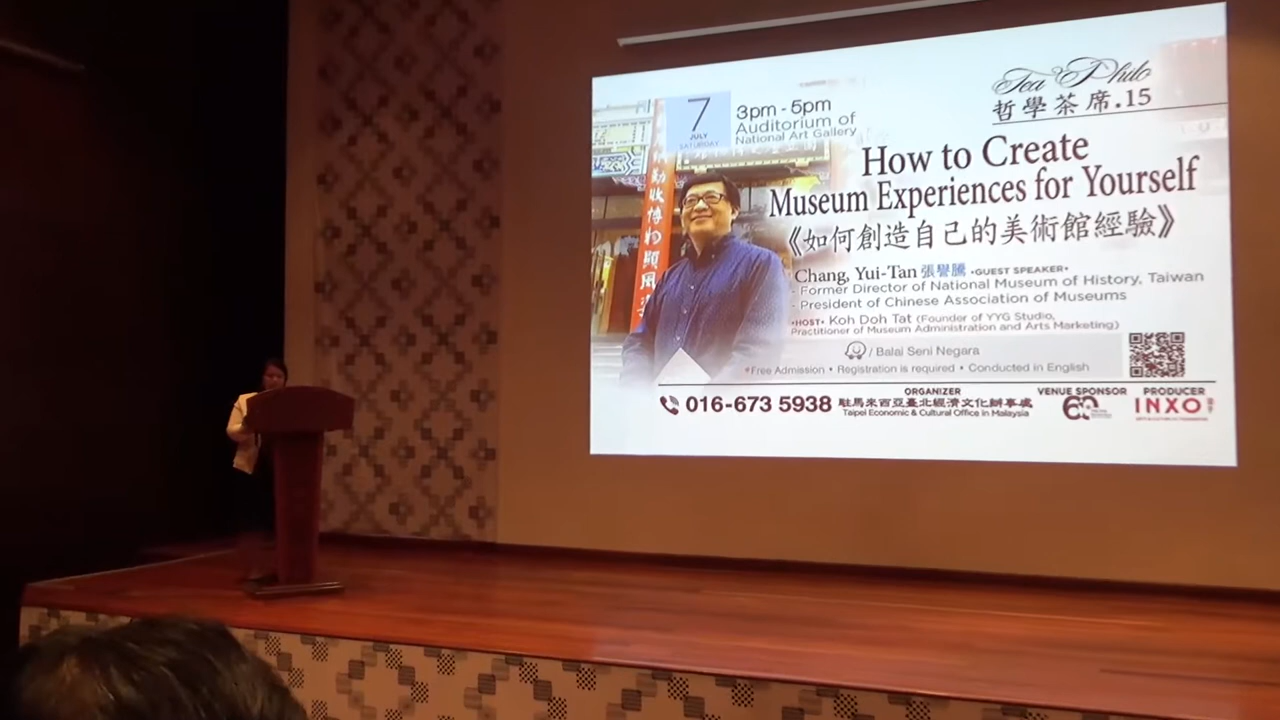 Tea Philo
哲學茶席.15
7
JULY
SATURDAY
3pm - 5pm
Auditorium of
National Art Gallery
How to Create
Museum Experiences for Yourself
《如何創造自己的美術館經驗》
Chang, Yui-Tan 張譽騰 •GUEST SPEAKER•
- Former Director of National Museum of History, Taiwan
- President of Chinese Association of Museums
•HOST• Koh Doh Tat (Founder of YYG Studio,
Practitioner of Museum Administration and Arts Marketing)
/ Balai Seni Negara
*Free Admission • Registration is required • Conducted in English
016-673 5938
ORGANIZER
駐馬來西亞臺北經濟文化辦事處
Taipei Economic & Cultural Office in Malaysia
VENUE SPONSOR
60
PRODUCER
INXO